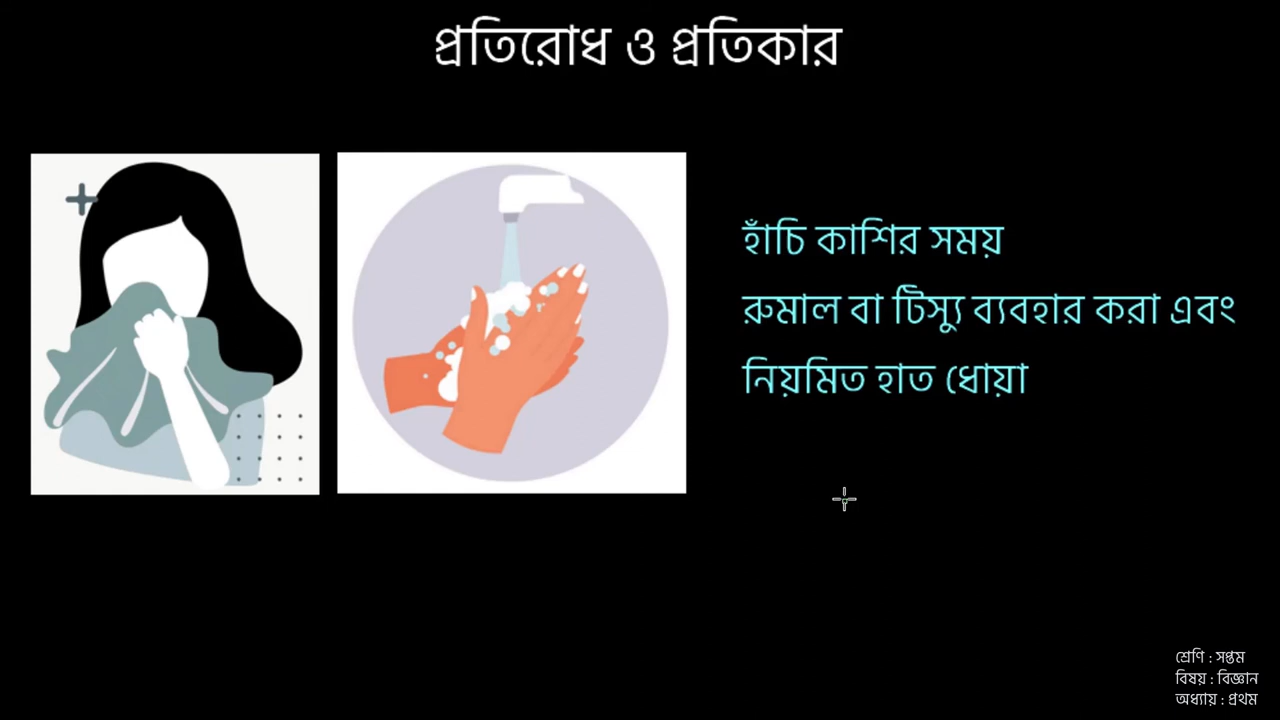 প্রতিরোধ ও প্রতিকার
হাঁচি কাশির সময়
রুমাল বা টিস্যু ব্যবহার করা এবং
নিয়মিত হাত ধোয়া
শ্রেণি : সপ্তম
বিষয় : বিজ্ঞান
অধ্যায় : প্রথম